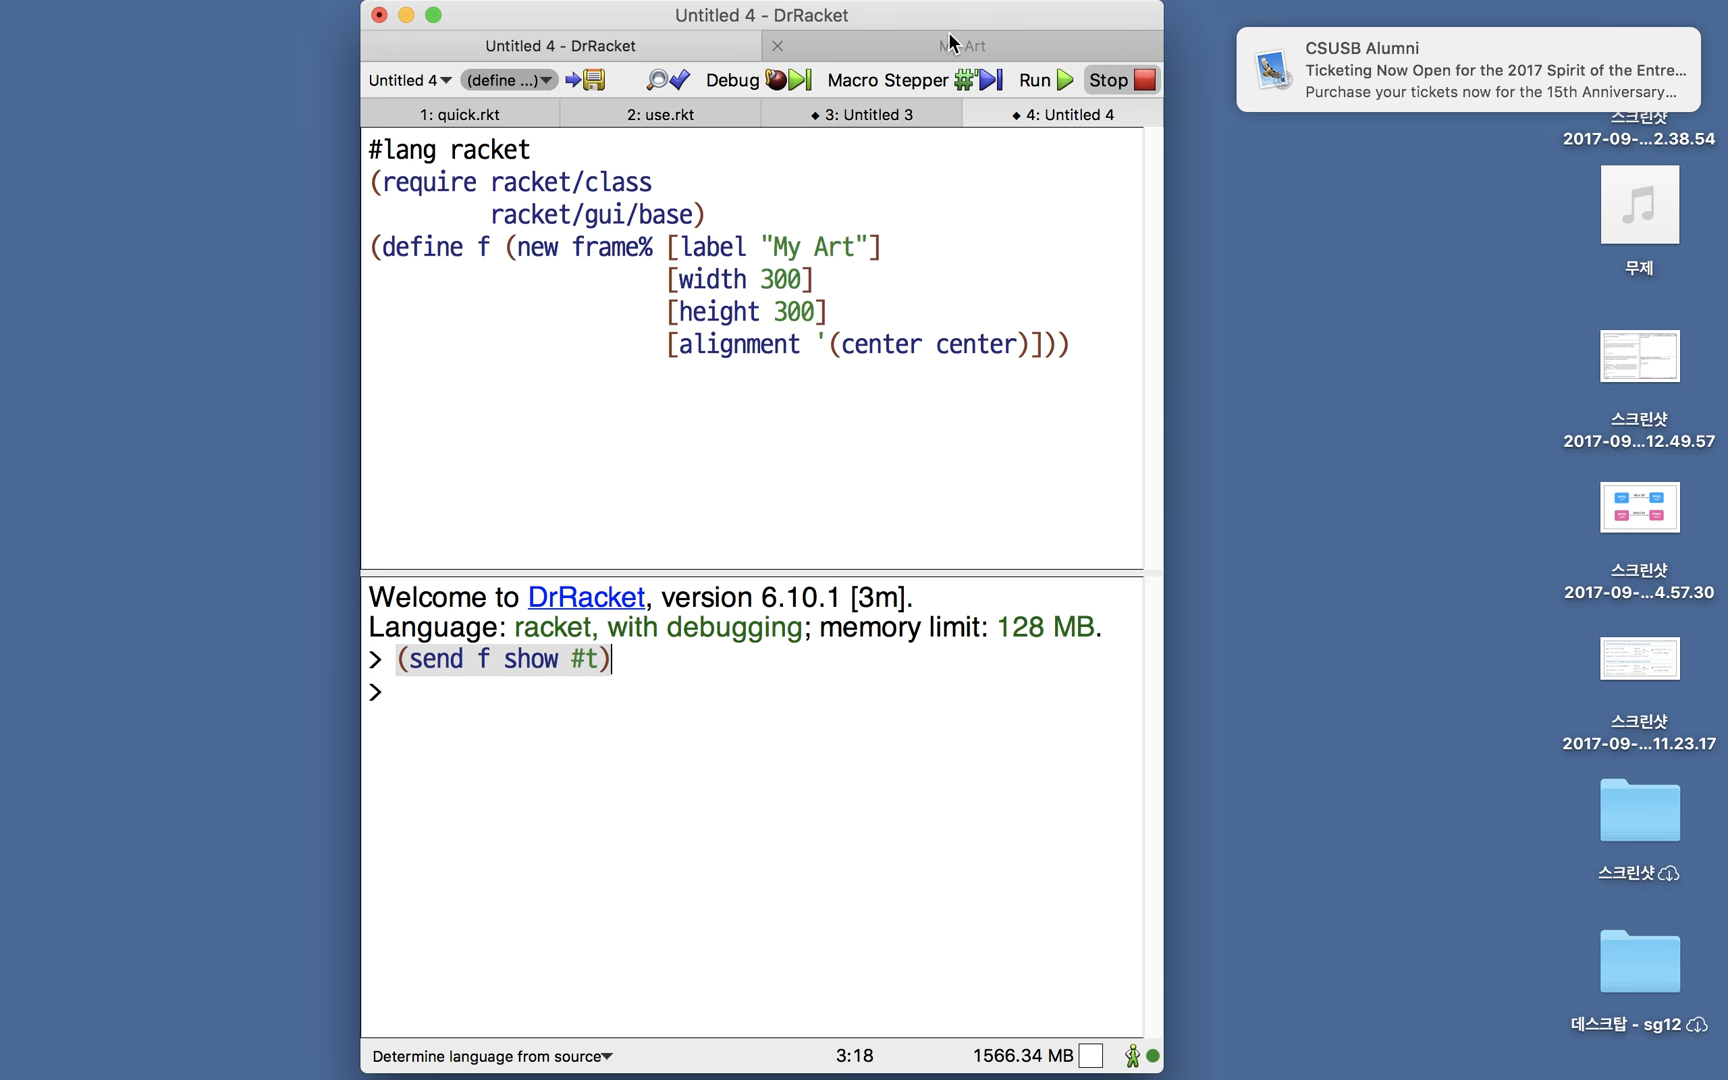 Untitled 4 - DrRacket
Untitled 4 - DrRacket
Art
Untitled 4
(define ...)
Debug
Macro Stepper
Run
Stop
1: quick.rkt
2: use.rkt
3: Untitled 3
4: Untitled 4
#lang racket
(require racket/class
racket/gui/base)
(define f (new frame% [label "My Art"]
[width 300]
[height 300]
[alignment '(center center)]))
Welcome to DrRacket, version 6.10.1 [3m].
Language: racket, with debugging; memory limit: 128 MB.
> (send f show #t)
>
Determine language from source
3:18
1566.34 MB
CSUSB Alumni
Ticketing Now Open for the 2017 Spirit of the Entre...
Purchase your tickets now for the 15th Anniversary...
스크린샷
2017-09-...2.38.54
무제
스크린샷
2017-09...12.49.57
스크린샷
2017-09-...4.57.30
스크린샷
2017-09-...11.23.17
스크린샷
데스크탑 - sg12